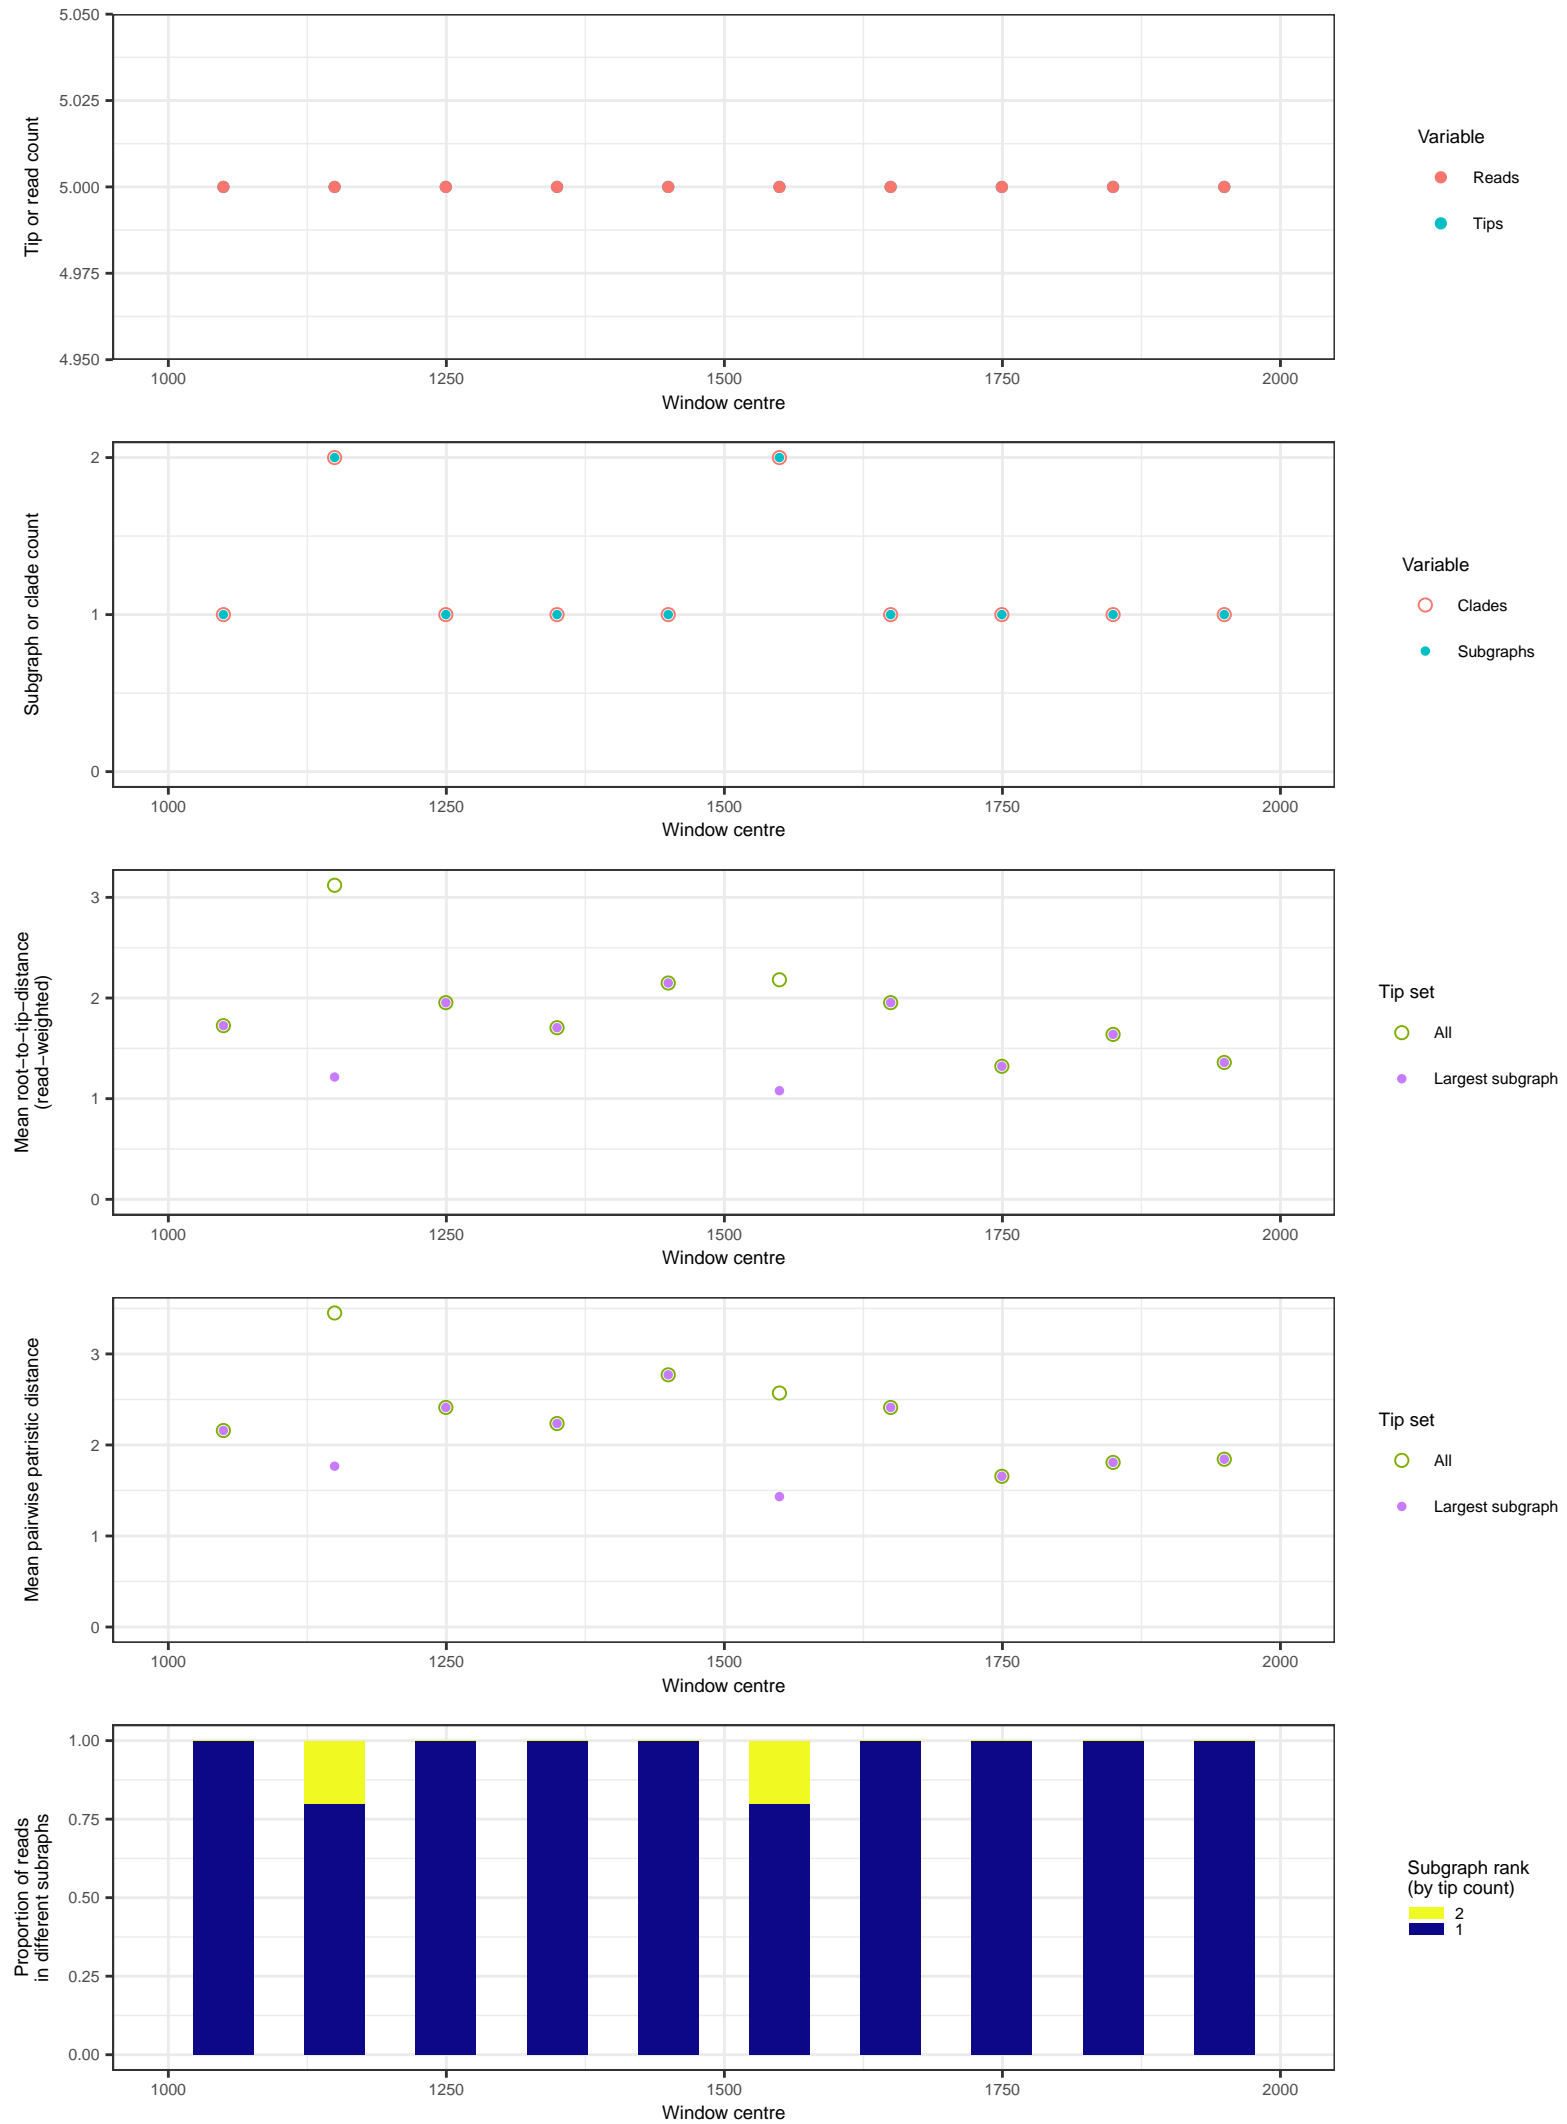 5.050
5.025
5.000
4.975
4.950
Tip or read count
1000 1250 1500 1750 2000
Window centre
Variable
Reads
Tips
2
1
0
Subgraph or clade count
1000 1250 1500 1750 2000
Window centre
Variable
Clades
Subgraphs
3
2
1
0
Mean root−to−tip−distance
(read−weighted)
1000 1250 1500 1750 2000
Window centre
Tip set
All
Largest subgraph
3
2
1
0
Mean pairwise patristic distance
1000 1250 1500 1750 2000
Window centre
Tip set
All
Largest subgraph
1.00
0.75
0.50
0.25
0.00
Proportion of reads
in different subraphs
1000 1250 1500 1750 2000
Window centre
Subgraph rank
(by tip count)
2
1